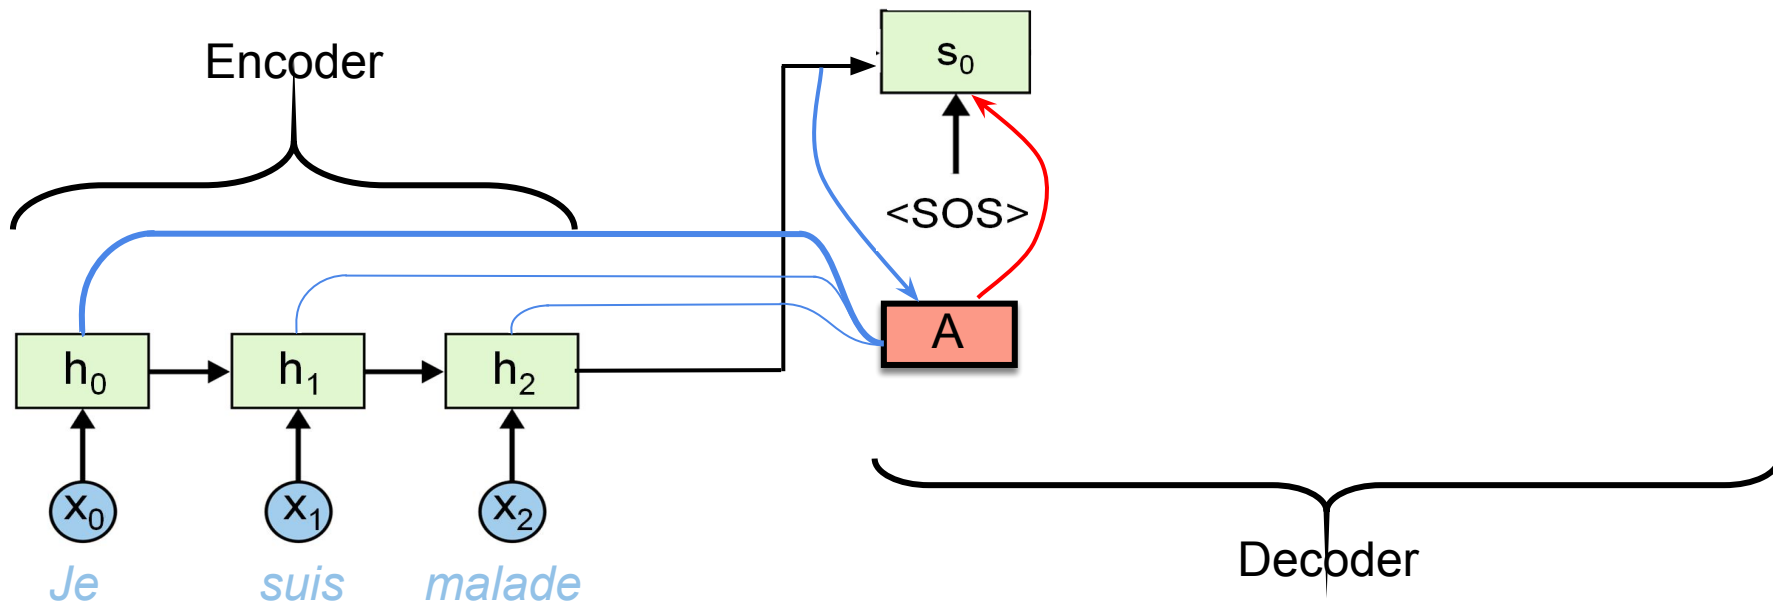 Encoder
s₀
<SOS>
A
h₀ h₁ h₂
x₀ x₁ x₂
Je suis malade
Decoder